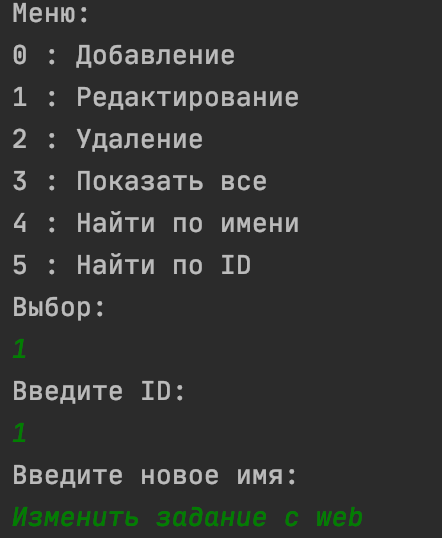 Меню:
0 : Добавление
1 : Редактирование
2 : Удаление
3 : Показать все
4 : Найти по имени
5 : Найти по ID
Выбор:
1
Введите ID:
1
Введите новое имя:
Изменить задание с web